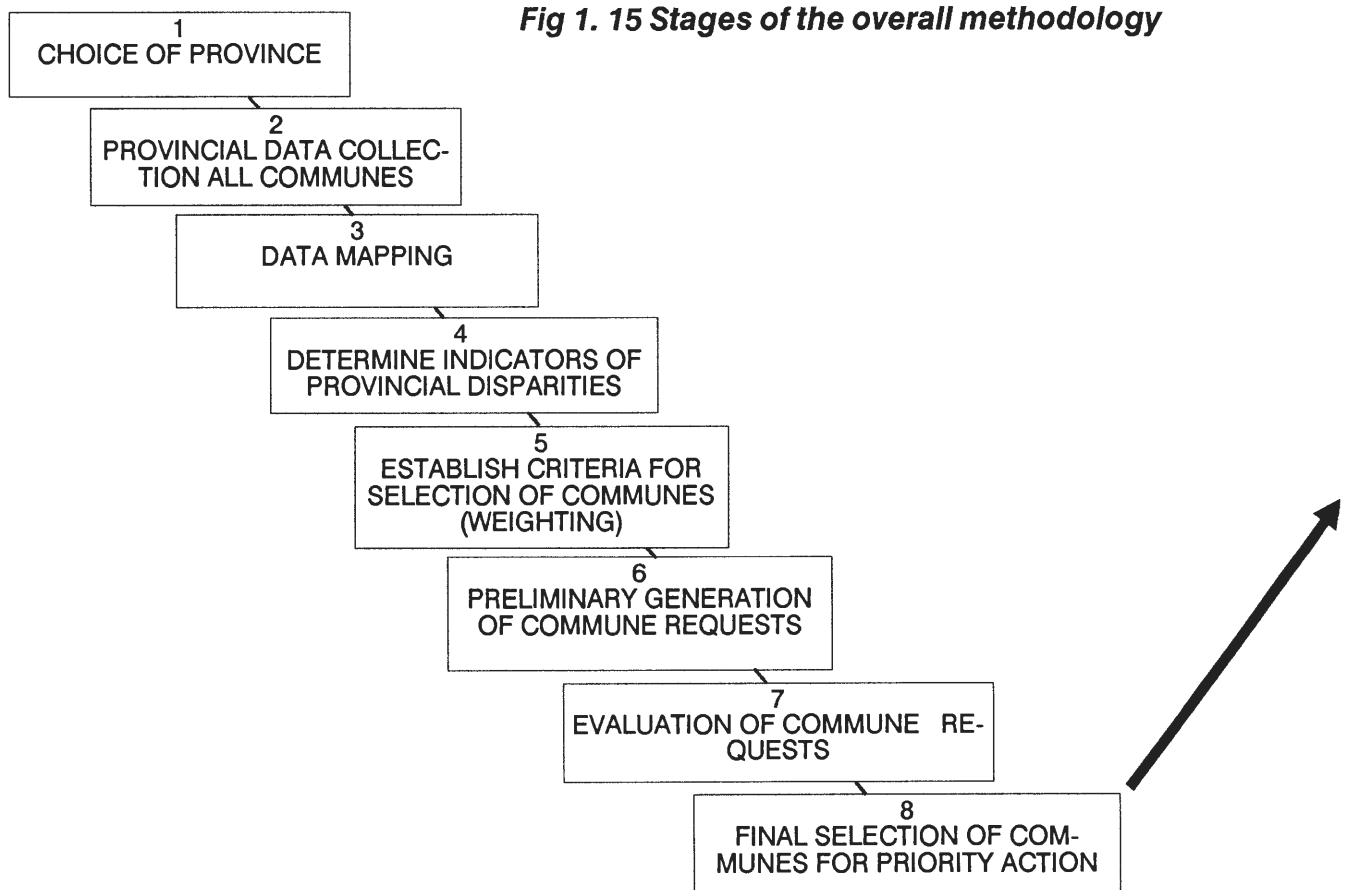 Fig 1. 15 Stages of the overall methodology
1
CHOICE OF PROVINCE
2
PROVINCIAL DATA COLLEC-
TION ALL COMMUNES
3
DATA MAPPING
4
DETERMINE INDICATORS OF
PROVINCIAL DISPARITIES
5
ESTABLISH CRITERIA FOR
SELECTION OF COMMUNES
(WEIGHTING)
6
PRELIMINARY GENERATION
OF COMMUNE REQUESTS
7
EVALUATION OF COMMUNE RE-
QUESTS
8
FINAL SELECTION OF COM-
MUNES FOR PRIORITY ACTION